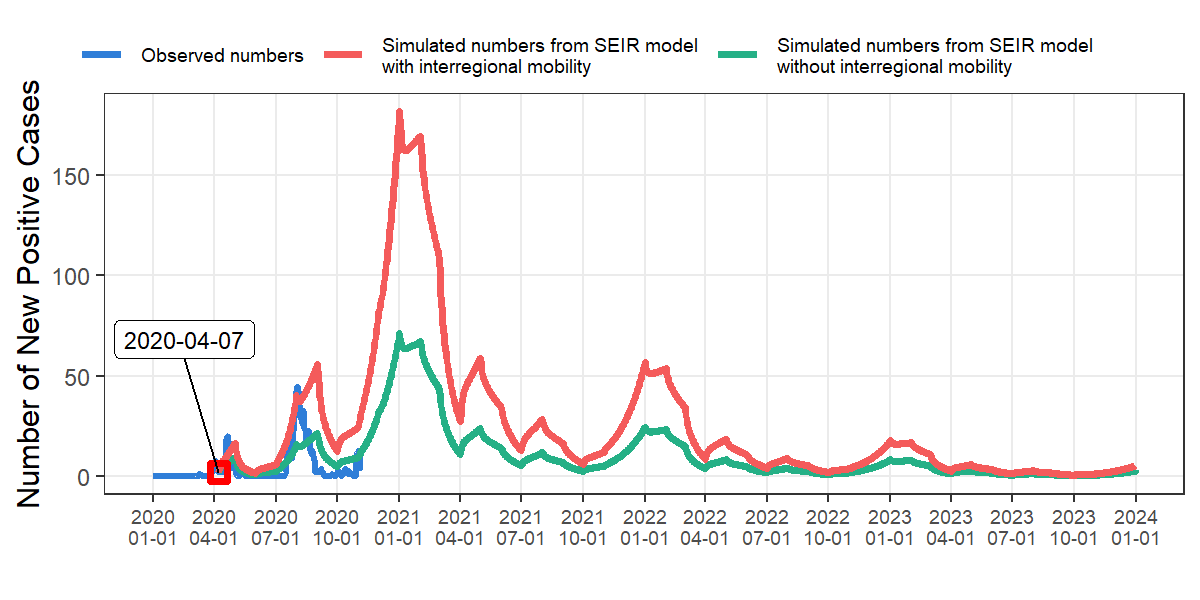 Observed numbers
Simulated numbers from SEIR model
with interregional mobility
Simulated numbers from SEIR model
without interregional mobility
Number of New Positive Cases
150
100
50
0
2020-04-07
2020 2020 2020 2020 2021 2021 2021 2021 2022 2022 2022 2022 2023 2023 2023 2023 2024
01-01 04-01 07-01 10-01 01-01 04-01 07-01 10-01 01-01 04-01 07-01 10-01 01-01 04-01 07-01 10-01 01-01